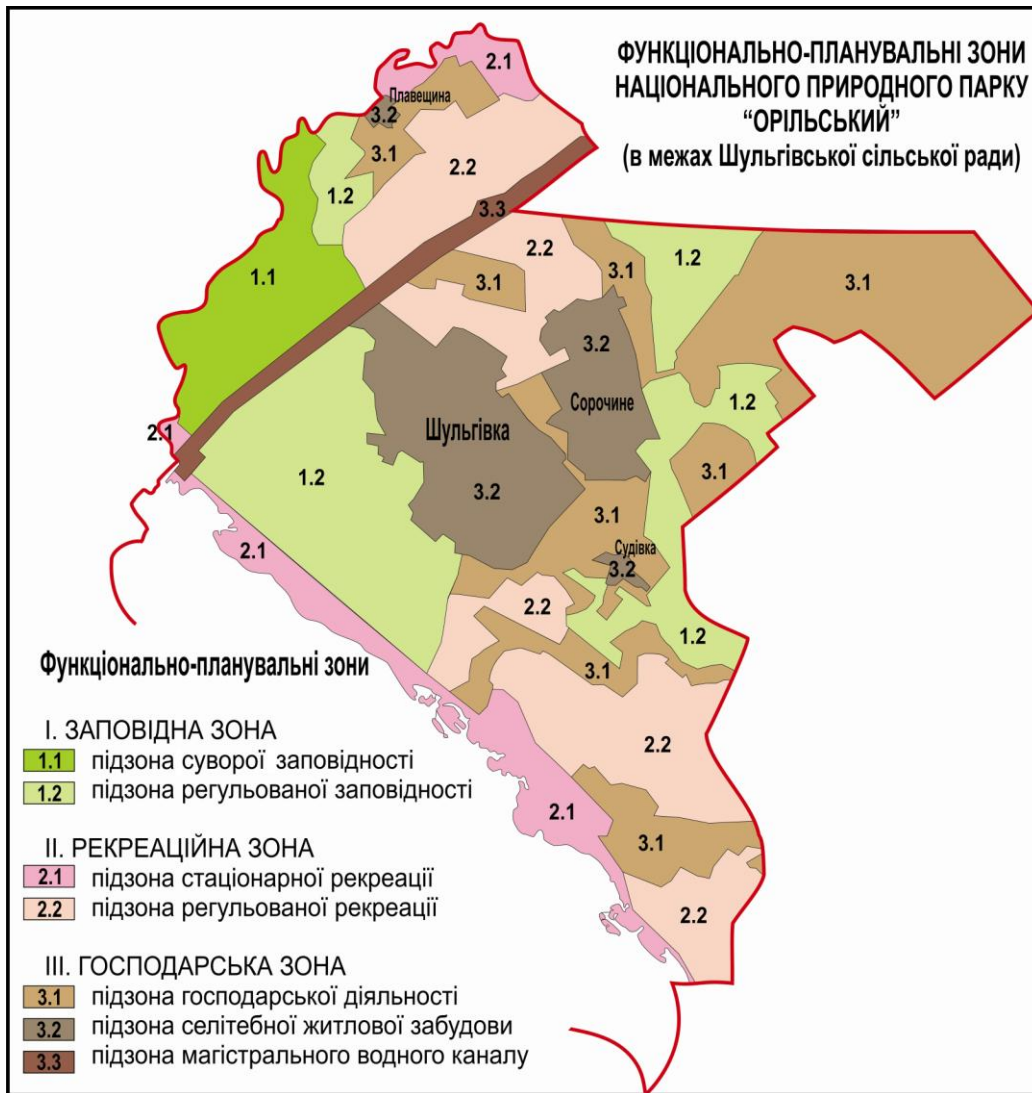 ФУНКЦІОНАЛЬНО-ПЛАНУВАЛЬНІ ЗОНИ
НАЦІОНАЛЬНОГО ПРИРОДНОГО ПАРКУ
“ОРІЛЬСЬКИЙ”
(в межах Шульгівської сільської ради)
2.1
Плавещина
3.2
3.1
2.2
1.2
3.3
2.2
3.1
1.2
1.1
3.1
3.1
3.2
1.2
Сорочине
Шульгівка
2.1
3.1
1.2
3.2
3.1
2.1
Судівка
3.2
2.2
1.2
3.1
2.2
2.1
3.1
2.2
Функціонально-планувальні зони
І. ЗАПОВІДНА ЗОНА
1.1 підзона суворої заповідності
1.2 підзона регульованої заповідності
ІІ. РЕКРЕАЦІЙНА ЗОНА
2.1 підзона стаціонарної рекреації
2.2 підзона регульованої рекреації
ІІІ. ГОСПОДАРСЬКА ЗОНА
3.1 підзона господарської діяльності
3.2 підзона селітебної житлової забудови
3.3 підзона магістрального водного каналу